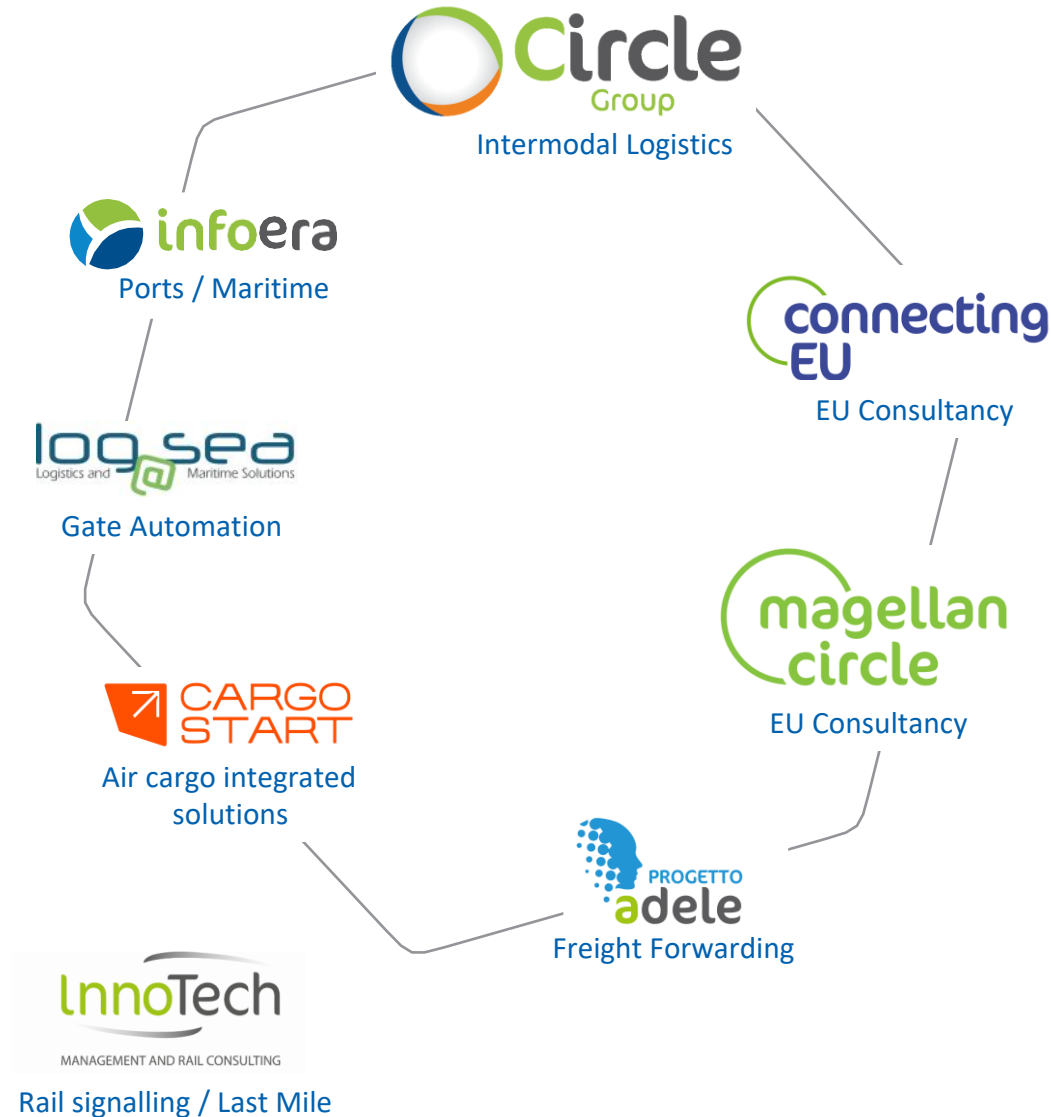 Circle
Group
Intermodal Logistics
infoera
Ports / Maritime
connecting
EU
EU Consultancy
log@sea
Logistics and Maritime Solutions
Gate Automation
magellan
circle
EU Consultancy
CARGO
START
Air cargo integrated
solutions
PROGETTO
adele
Freight Forwarding
InnoTech
MANAGEMENT AND RAIL CONSULTING
Rail signalling / Last Mile